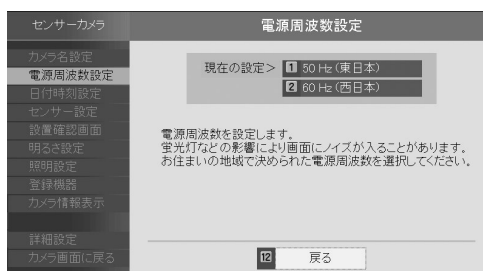 センサーカメラ
電源周波数設定
カメラ名設定
電源周波数設定
日付時刻設定
センサー設定
設置確認画面
明るさ設定
照明設定
登録機器
カメラ情報表示
詳細設定
カメラ画面に戻る
現在の設定> 1 50 Hz (東日本)
2 60 Hz (西日本)
電源周波数を設定します。
蛍光灯などの影響により画面にノイズが入ることがあります。
お住まいの地域で決められた電源周波数を選択してください。
12 戻る